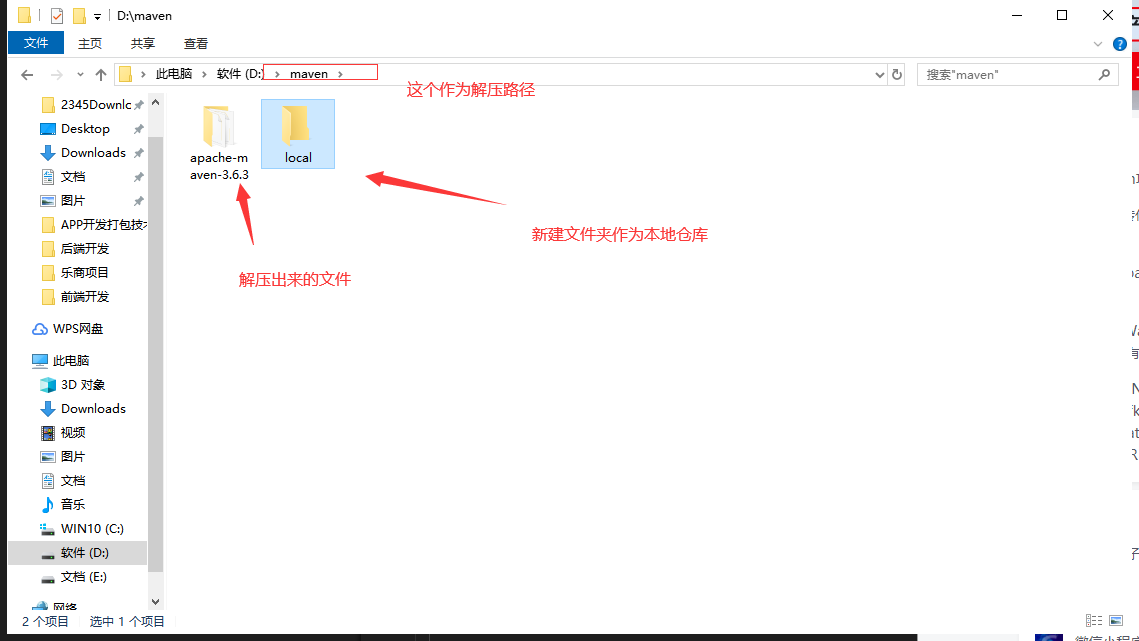 D:\maven
文件 主页 共享 查看
此电脑 软件 (D:) maven
搜索"maven"
这个作为解压路径
2345Downlc
Desktop
Downloads
文档
图片
APP开发打包技
后端开发
乐商项目
前端开发
WPS网盘
此电脑
3D 对象
Downloads
视频
图片
文档
音乐
WIN10 (C:)
软件 (D:)
文档 (E:)
网络
apache-m
aven-3.6.3
local
新建文件夹作为本地仓库
解压出来的文件
2 个项目 选中 1 个项目